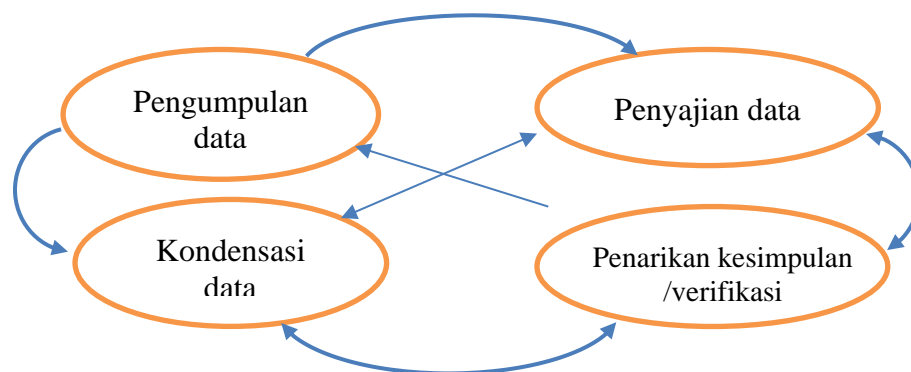 Pengumpulan
data
Penyajian data
Kondensasi
data
Penarikan kesimpulan
/verifikasi